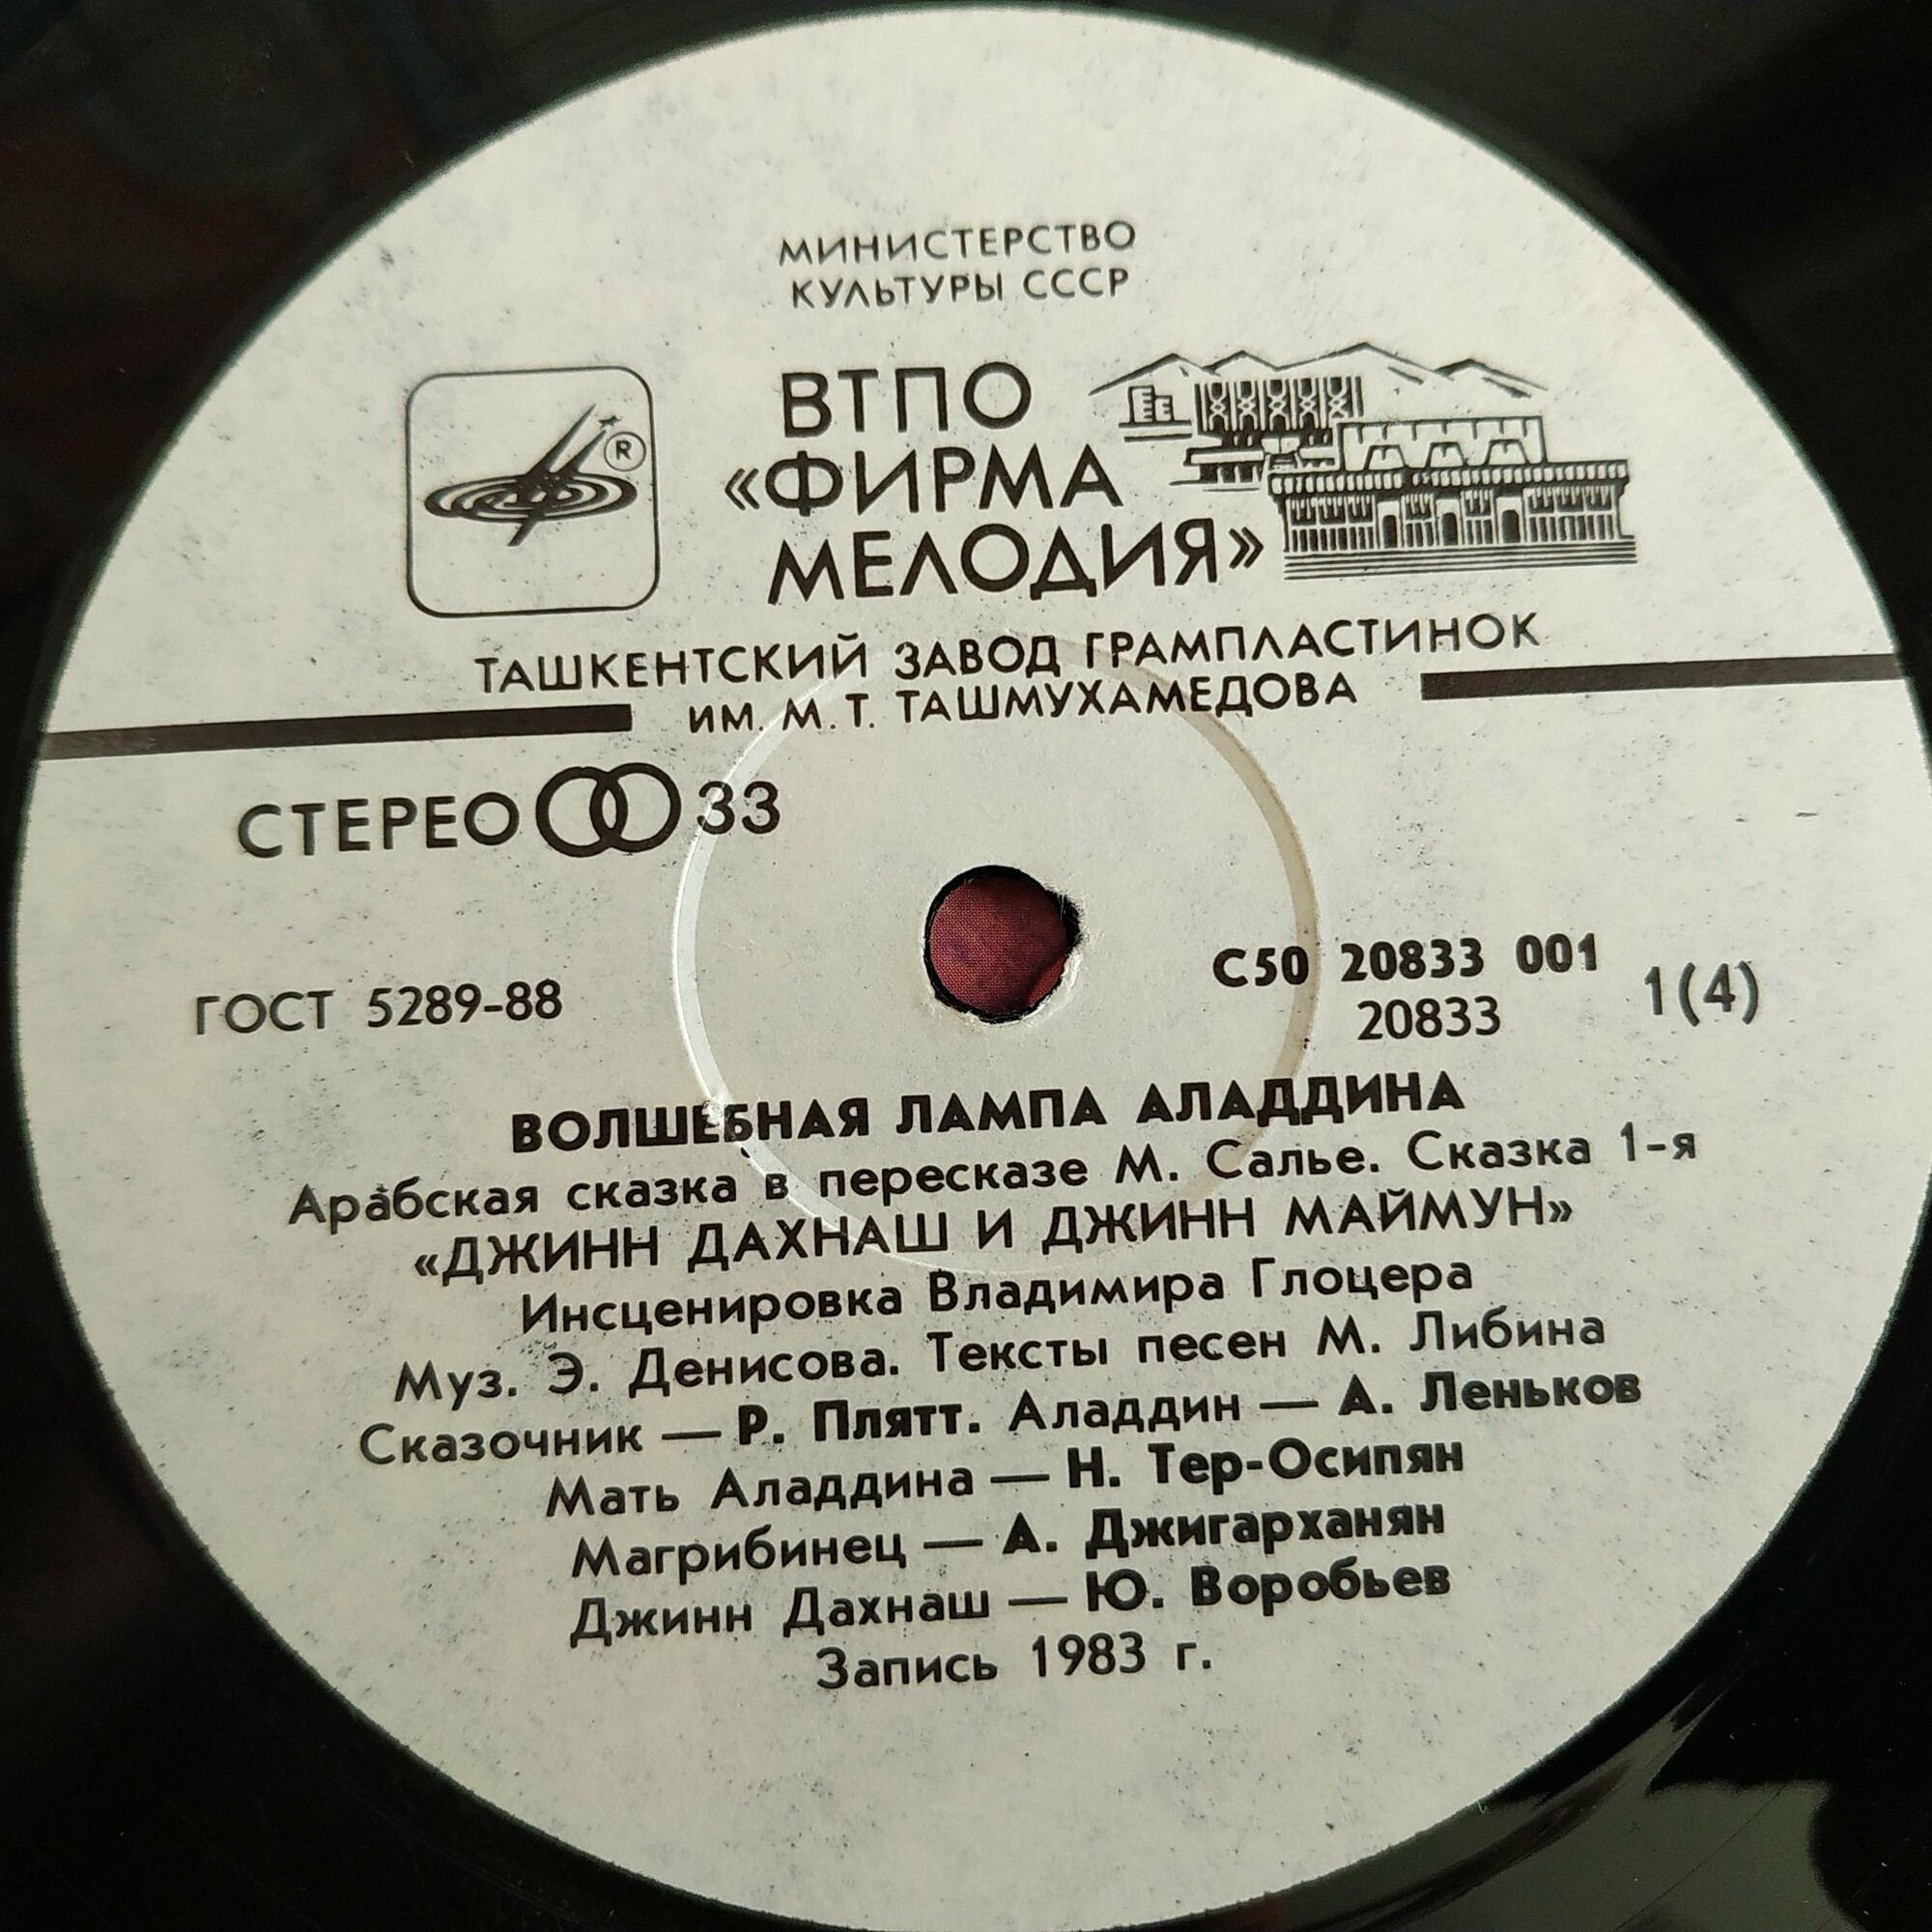 МИНИСТЕРСТВО
КУЛЬТУРЫ СССР
ВТПО
«ФИРМА
МЕЛОДИЯ»
®
ТАШКЕНТСКИЙ ЗАВОД ГРАМПЛАСТИНОК
ИМ. М. Т. ТАШМУХАМЕДОВА
СТЕРЕО 33
ГОСТ 5289-88
С50 20833 001
20833
1(4)
ВОЛШЕБНАЯ ЛАМПА АЛАДДИНА
Арабская сказка в пересказе М. Салье. Сказка 1-я
«ДЖИНН ДАХНАШ И ДЖИНН МАЙМУН»
Инсценировка Владимира Глоцера
Муз. Э. Денисова. Тексты песен М. Либина
Сказочник — Р. Плятт. Аладдин — А. Леньков
Мать Аладдина — Н. Тер-Осипян
Магрибинец — А. Джигарханян
Джинн Дахнаш — Ю. Воробьев
Запись 1983 г.